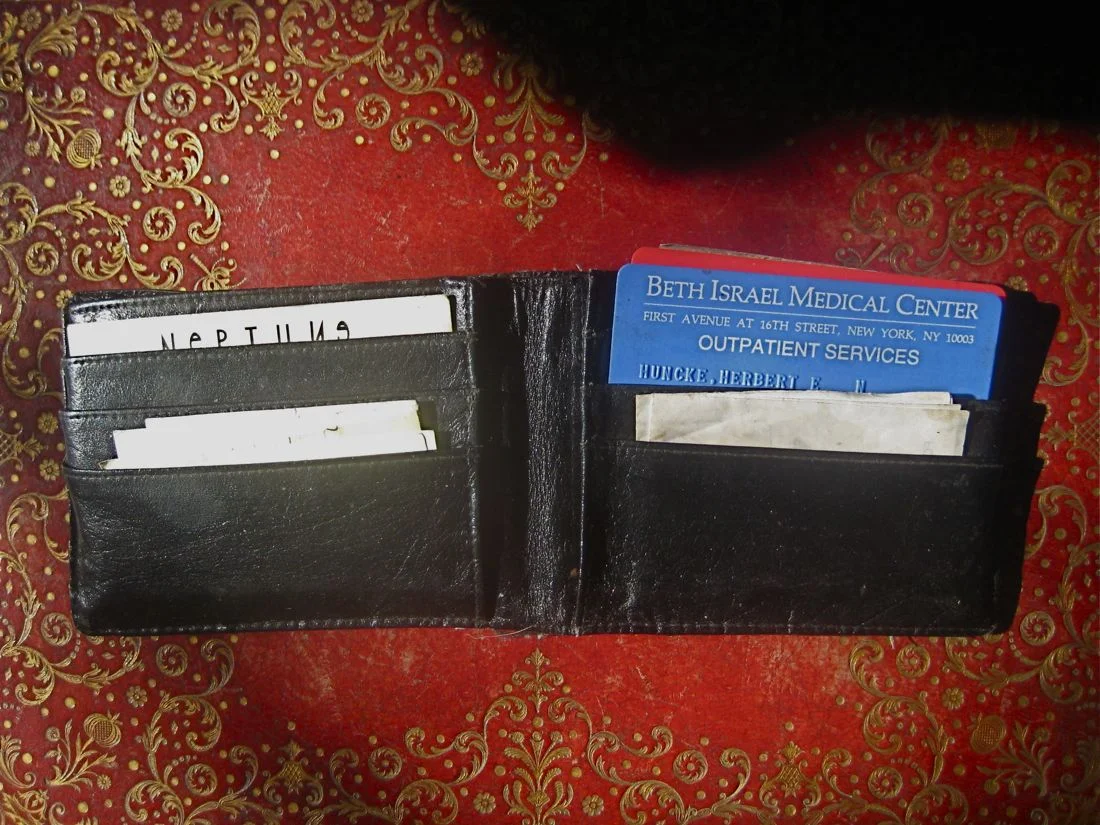 NEPTUNE
BETH ISRAEL MEDICAL CENTER
FIRST AVENUE AT 16TH STREET, NEW YORK, NY 10003
OUTPATIENT SERVICES
HUNCKE,HERBERT E N